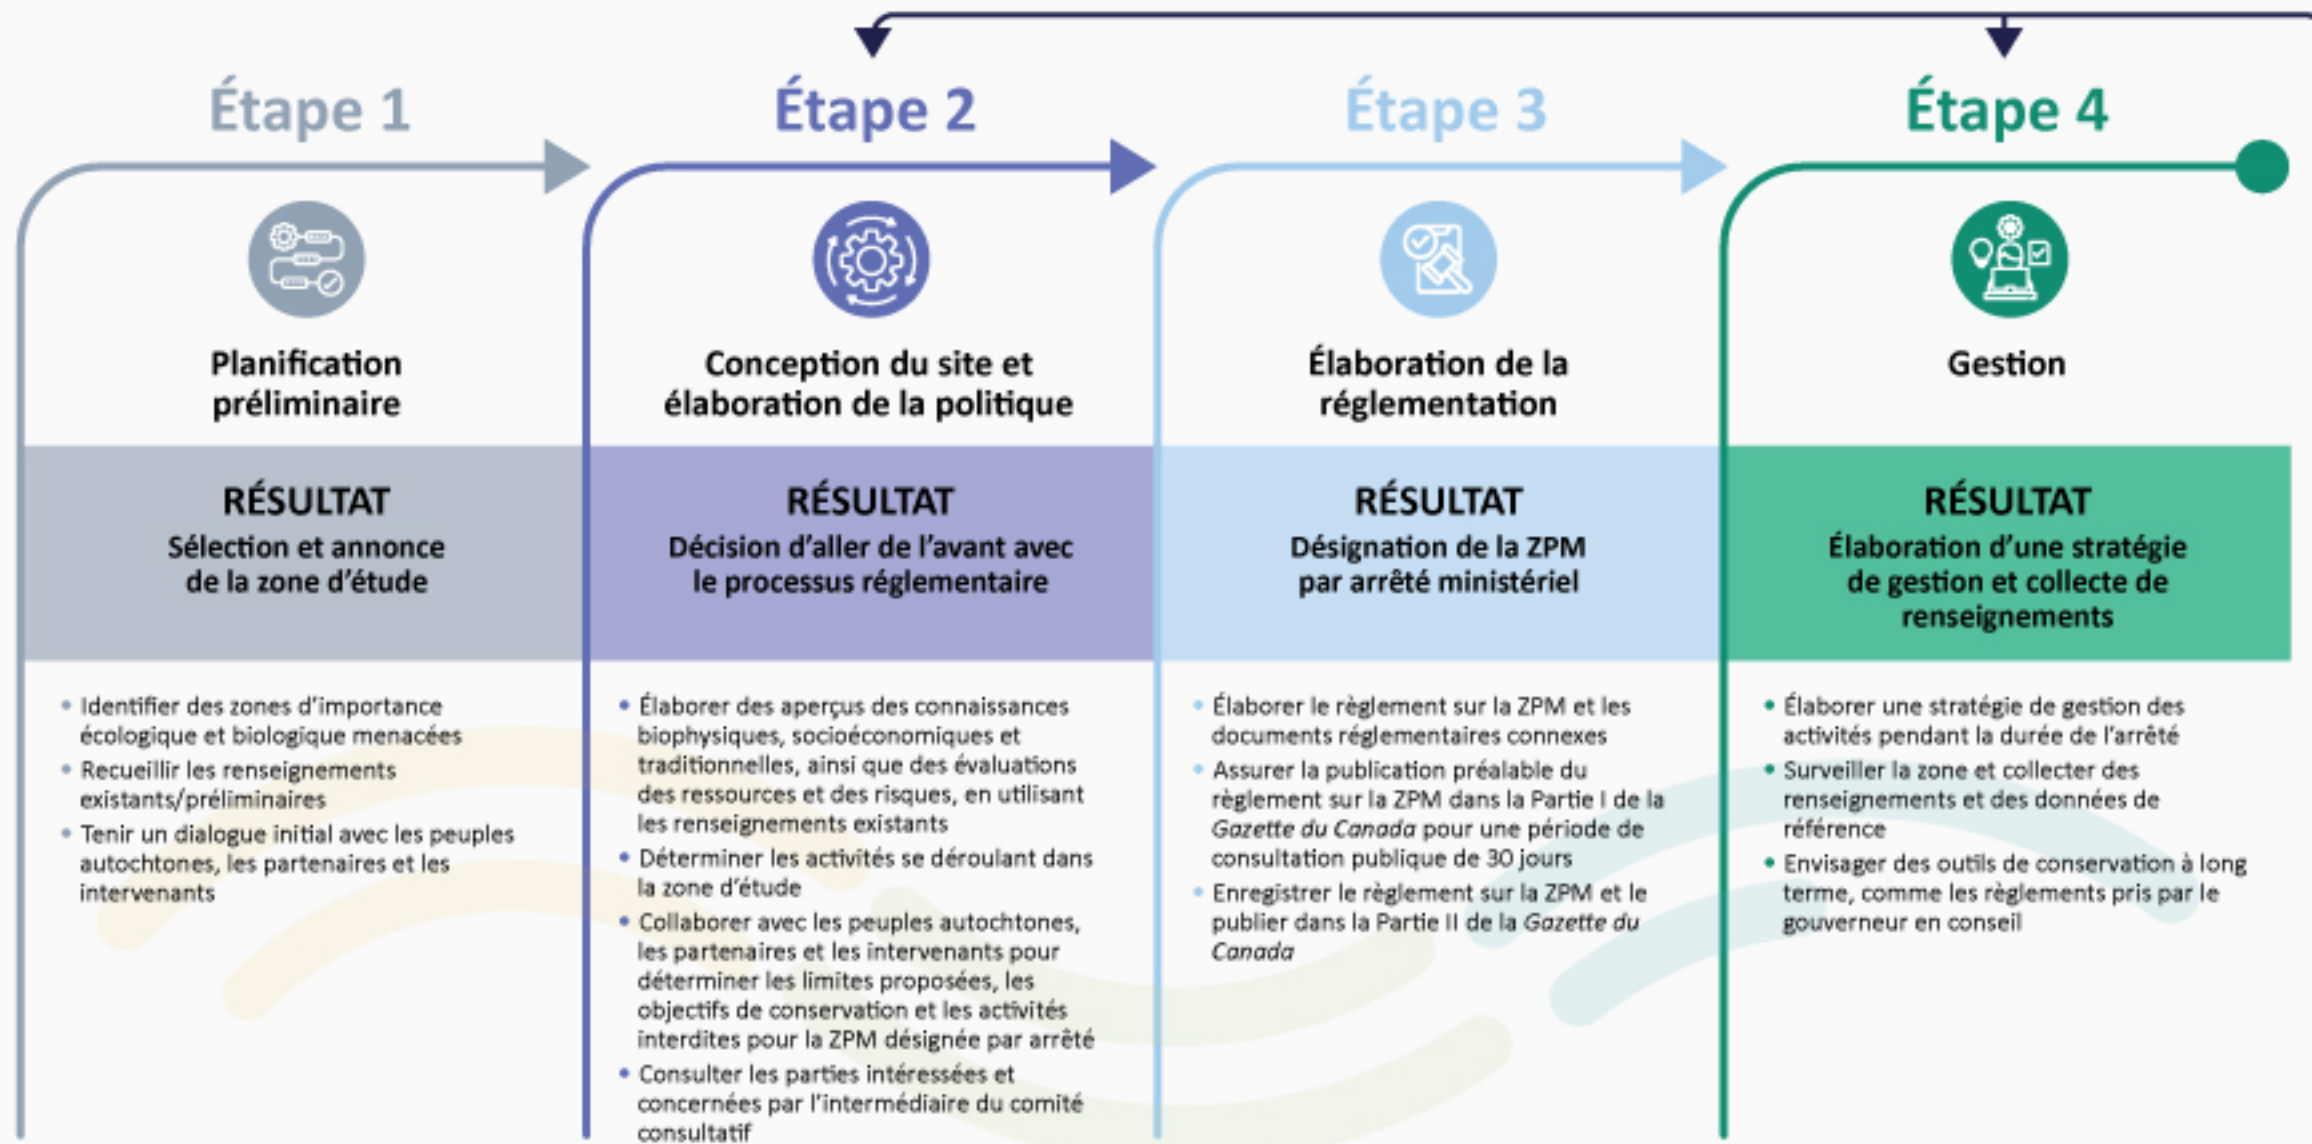 Étape 1
Planification
préliminaire
RÉSULTAT
Sélection et annonce
de la zone d'étude
• Identifier des zones d'importance
écologique et biologique menacées
• Recueillir les renseignements
existants/préliminaires
• Tenir un dialogue initial avec les peuples
autochtones, les partenaires et les
intervenants
Étape 2
Conception du site et
élaboration de la politique
RÉSULTAT
Décision d'aller de l'avant avec
le processus réglementaire
• Élaborer des aperçus des connaissances
biophysiques, socioéconomiques et
traditionnelles, ainsi que des évaluations
des ressources et des risques, en utilisant
les renseignements existants
• Déterminer les activités se déroulant dans
la zone d'étude
• Collaborer avec les peuples autochtones,
les partenaires et les intervenants pour
déterminer les limites proposées, les
objectifs de conservation et les activités
interdites pour la ZPM désignée par arrêté
• Consulter les parties intéressées et
concernées par l'intermédiaire du comité
consultatif
Étape 3
Élaboration de la
réglementation
RÉSULTAT
Désignation de la ZPM
par arrêté ministériel
• Élaborer le règlement sur la ZPM et les
documents réglementaires connexes
• Assurer la publication préalable du
règlement sur la ZPM dans la Partie I de la
Gazette du Canada pour une période de
consultation publique de 30 jours
• Enregistrer le règlement sur la ZPM et le
publier dans la Partie II de la Gazette du
Canada
Étape 4
Gestion
RÉSULTAT
Élaboration d'une stratégie
de gestion et collecte de
renseignements
• Élaborer une stratégie de gestion des
activités pendant la durée de l'arrêté
• Surveiller la zone et collecter des
renseignements et des données de
référence
• Envisager des outils de conservation à long
terme, comme les règlements pris par le
gouverneur en conseil